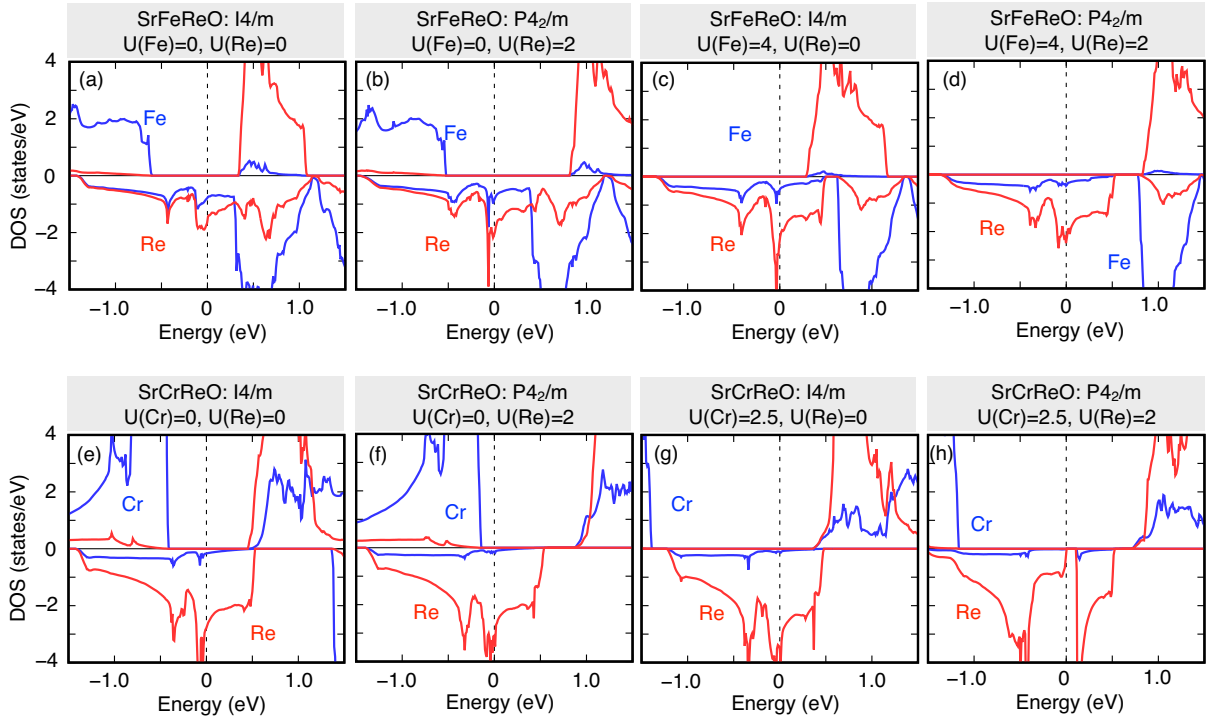 SrFeReO: I4/m
U(Fe)=0, U(Re)=0
SrFeReO: P4₂/m
U(Fe)=0, U(Re)=2
SrFeReO: I4/m
U(Fe)=4, U(Re)=0
SrFeReO: P4₂/m
U(Fe)=4, U(Re)=2
DOS (states/eV)
4
2
0
−2
−4
(a)
Fe
Re
(b)
Fe
Re
(c)
Fe
Re
(d)
Re
Fe
−1.0 0 1.0
−1.0 0 1.0
−1.0 0 1.0
−1.0 0 1.0
Energy (eV)
Energy (eV)
Energy (eV)
Energy (eV)
SrCrReO: I4/m
U(Cr)=0, U(Re)=0
SrCrReO: P4₂/m
U(Cr)=0, U(Re)=2
SrCrReO: I4/m
U(Cr)=2.5, U(Re)=0
SrCrReO: P4₂/m
U(Cr)=2.5, U(Re)=2
DOS (states/eV)
4
2
0
−2
−4
(e)
Cr
Re
(f)
Cr
Re
(g)
Cr
Re
(h)
Cr
Re
−1.0 0 1.0
−1.0 0 1.0
−1.0 0 1.0
−1.0 0 1.0
Energy (eV)
Energy (eV)
Energy (eV)
Energy (eV)